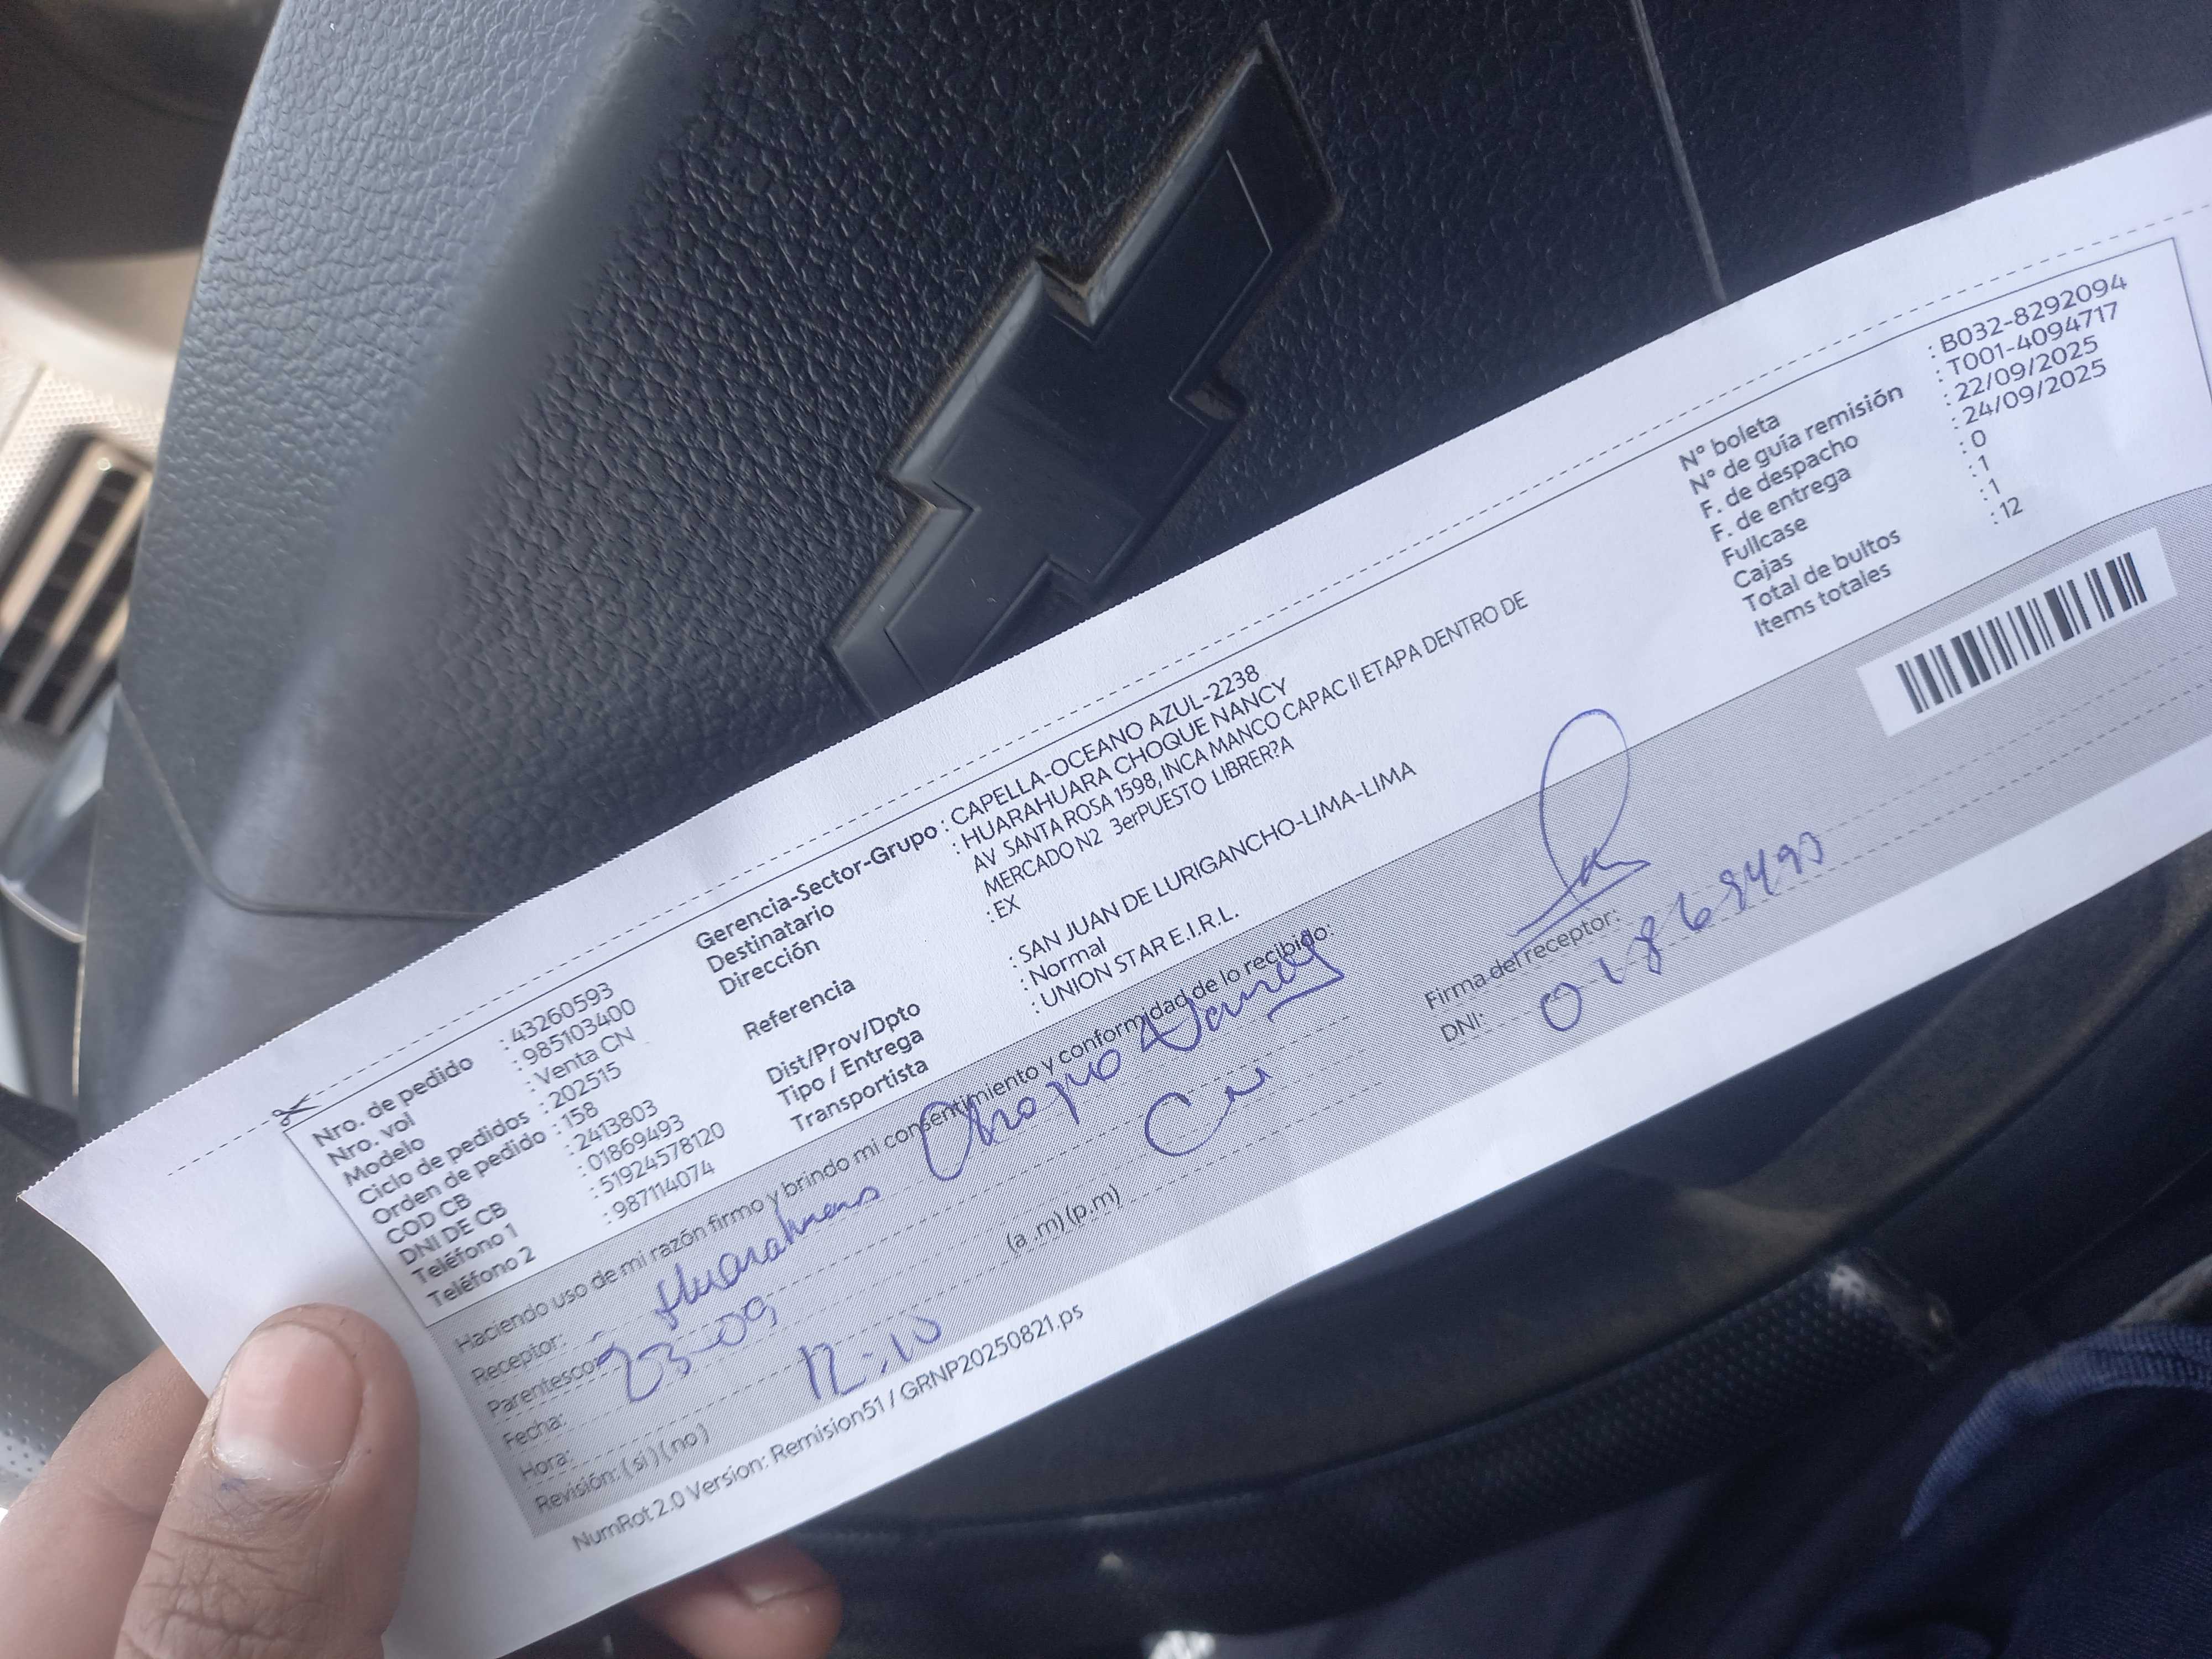 Nro. de pedido : 43260593
Nro. vol : 985103400
Modelo : Venta CN
Ciclo de pedidos : 202515
Orden de pedido : 158
COD CB : 2413803
DNI DE CB : 01869493
Teléfono 1 : 51924578120
Teléfono 2 : 987114074
Gerencia-Sector-Grupo : CAPELLA-OCEANO AZUL-2238
Destinatario : HUARAHUARA CHOQUE NANCY
Dirección AV SANTA ROSA 1598, INCA MANCO CAPAC II ETAPA DENTRO DE
MERCADO N2 3erPUESTO LIBRER?A
Referencia : EX
Dist/Prov/Dpto : SAN JUAN DE LURIGANCHO-LIMA-LIMA
Tipo / Entrega : Normal
Transportista : UNION STAR E.I.R.L.
N° boleta : B032-8292094
N° de guía remisión : T001-4094717
F. de despacho : 22/09/2025
F. de entrega : 24/09/2025
Fullcase : 0
Cajas : 1
Total de bultos : 1
Items totales : 12
Haciendo uso de mi razón firmo y brindo mi consentimiento y conformidad de lo recibido:
Receptor: Nancy
Parentesco:
Fecha: 23-09
Hora: 12:10 (a .m) (p.m)
Revisión: ( si ) ( no )
Firma del receptor:
DNI:
NumRot 2.0 Version: Remision51 / GRNP20250821.ps